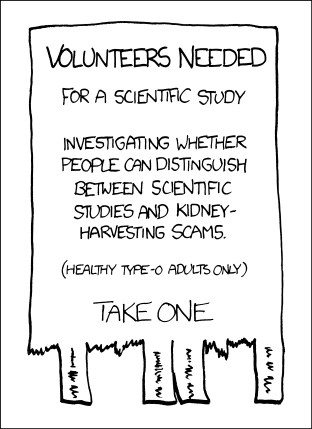 VOLUNTEERS NEEDED
FOR A SCIENTIFIC STUDY
INVESTIGATING WHETHER
PEOPLE CAN DISTINGUISH
BETWEEN SCIENTIFIC
STUDIES AND KIDNEY-
HARVESTING SCAMS.
(HEALTHY TYPE-O ADULTS ONLY)
TAKE ONE